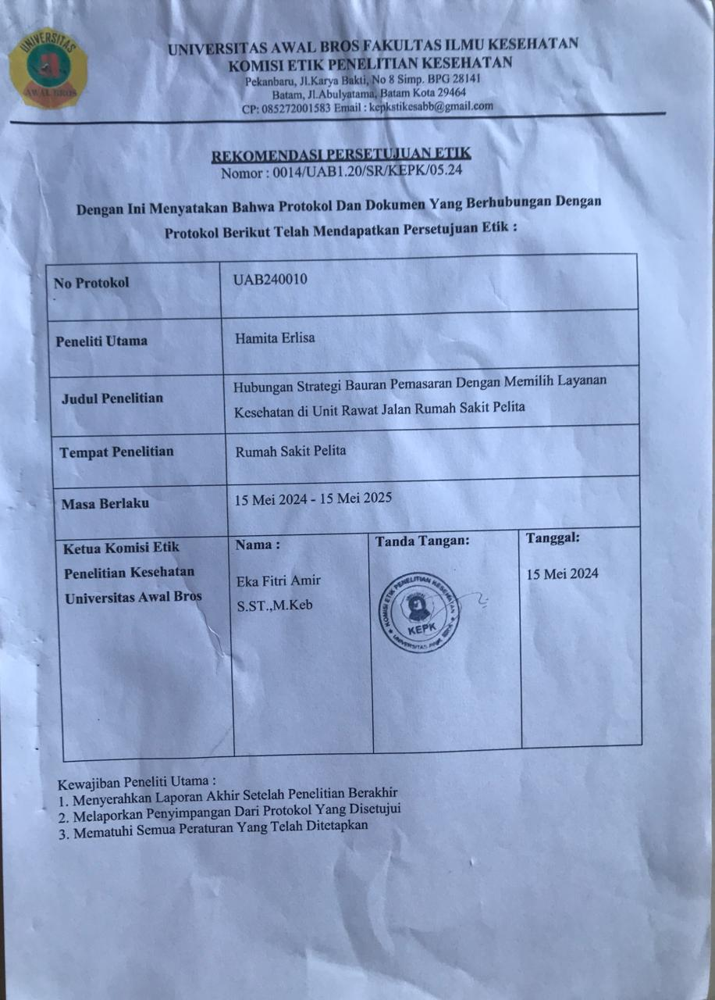 UNIVERSITAS
AWAL BROS
UNIVERSITAS AWAL BROS FAKULTAS ILMU KESEHATAN
KOMISI ETIK PENELITIAN KESEHATAN
Pekanbaru, Jl.Karya Bakti, No 8 Simp. BPG 28141
Batam, Jl.Abulyatama, Batam Kota 29464
CP: 085272001583 Email : kepkstikesabb@gmail.com
REKOMENDASI PERSETUJUAN ETIK
Nomor : 0014/UAB1.20/SR/KEPK/05.24
Dengan Ini Menyatakan Bahwa Protokol Dan Dokumen Yang Berhubungan Dengan
Protokol Berikut Telah Mendapatkan Persetujuan Etik :
No Protokol
UAB240010
Peneliti Utama
Hamita Erlisa
Judul Penelitian
Hubungan Strategi Bauran Pemasaran Dengan Memilih Layanan
Kesehatan di Unit Rawat Jalan Rumah Sakit Pelita
Tempat Penelitian
Rumah Sakit Pelita
Masa Berlaku
15 Mei 2024 - 15 Mei 2025
Ketua Komisi Etik
Penelitian Kesehatan
Universitas Awal Bros
Nama :
Eka Fitri Amir
S.ST.,M.Keb
Tanda Tangan:
KOMISI ETIK PENELITIAN KESEHATAN
KEPK
UNIVERSITAS AWAL BROS
Tanggal:
15 Mei 2024
Kewajiban Peneliti Utama :
1. Menyerahkan Laporan Akhir Setelah Penelitian Berakhir
2. Melaporkan Penyimpangan Dari Protokol Yang Disetujui
3. Mematuhi Semua Peraturan Yang Telah Ditetapkan